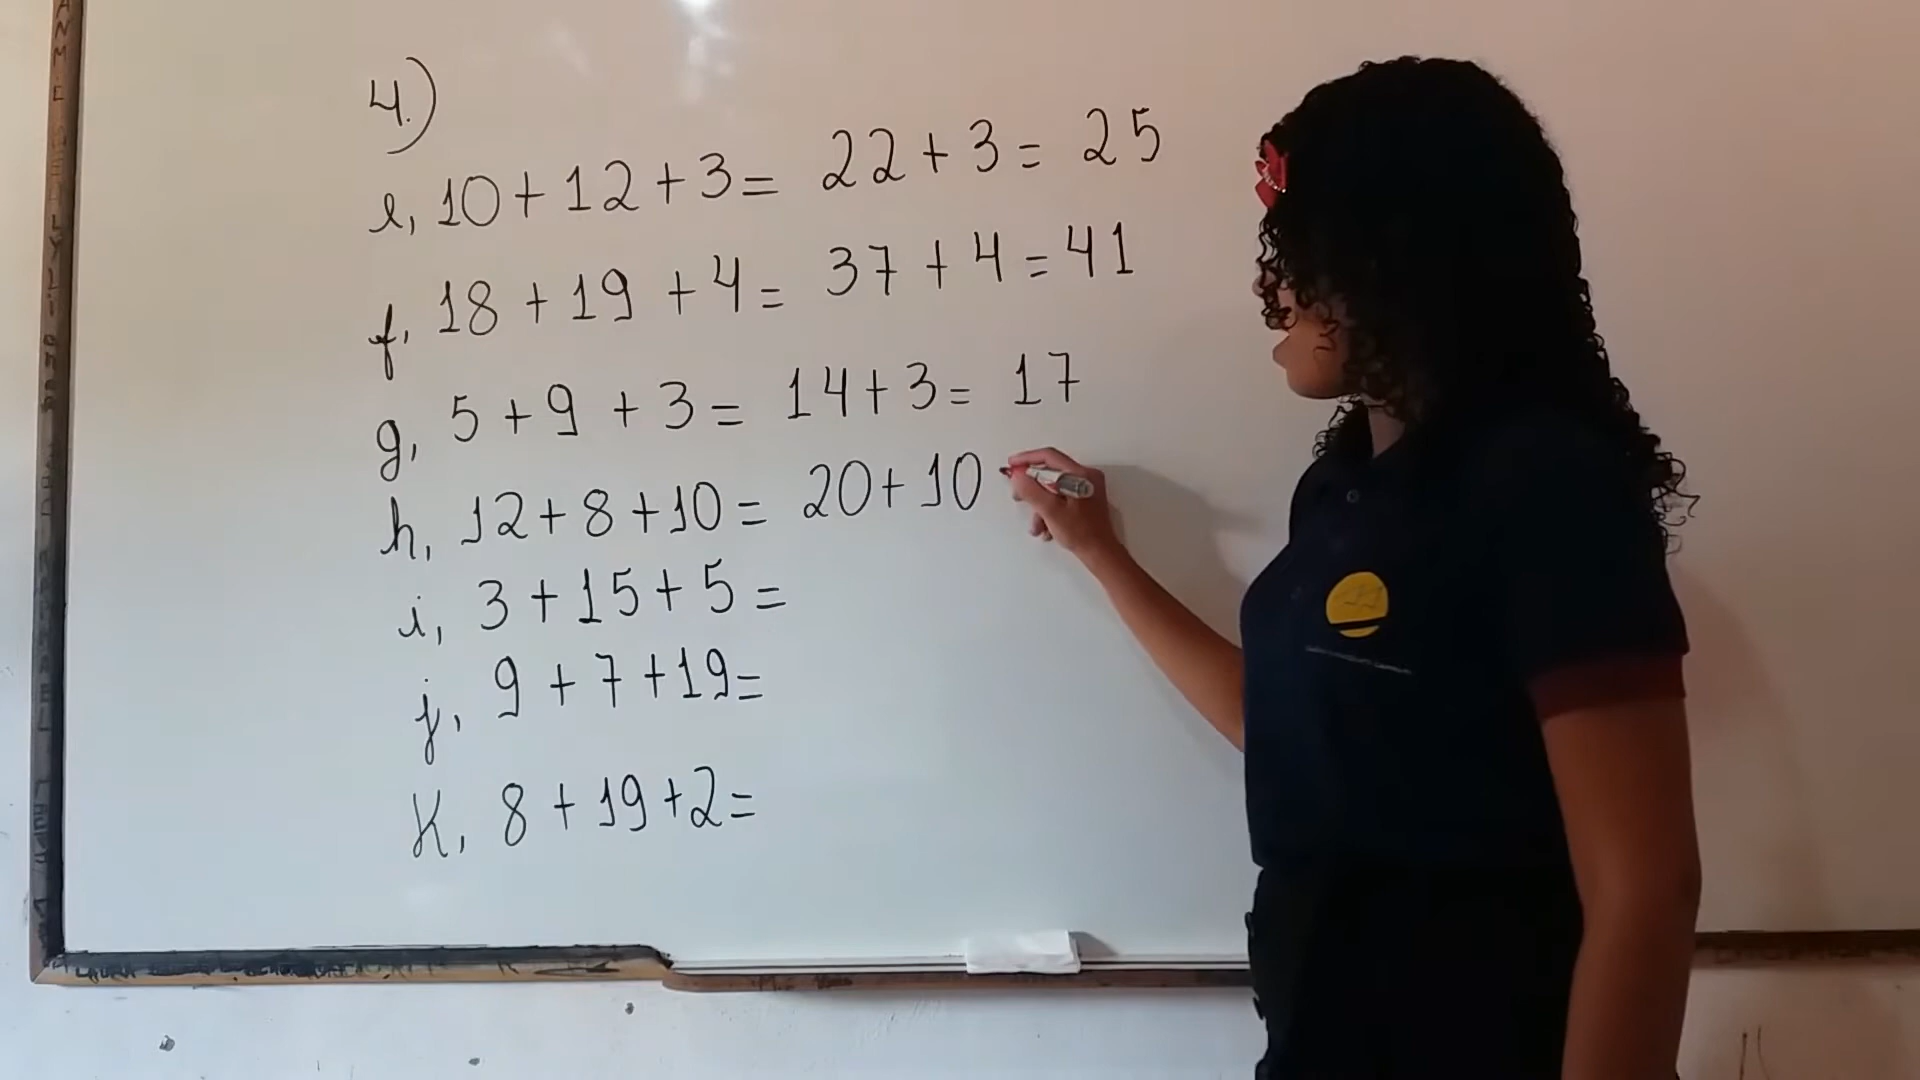 4.)
e, 10 + 12 + 3 = 22 + 3 = 25
f, 18 + 19 + 4 = 37 + 4 = 41
g, 5 + 9 + 3 = 14 + 3 = 17
h, 12 + 8 + 10 = 20 + 10
i, 3 + 15 + 5 =
j, 9 + 7 + 19 =
K, 8 + 19 + 2 =